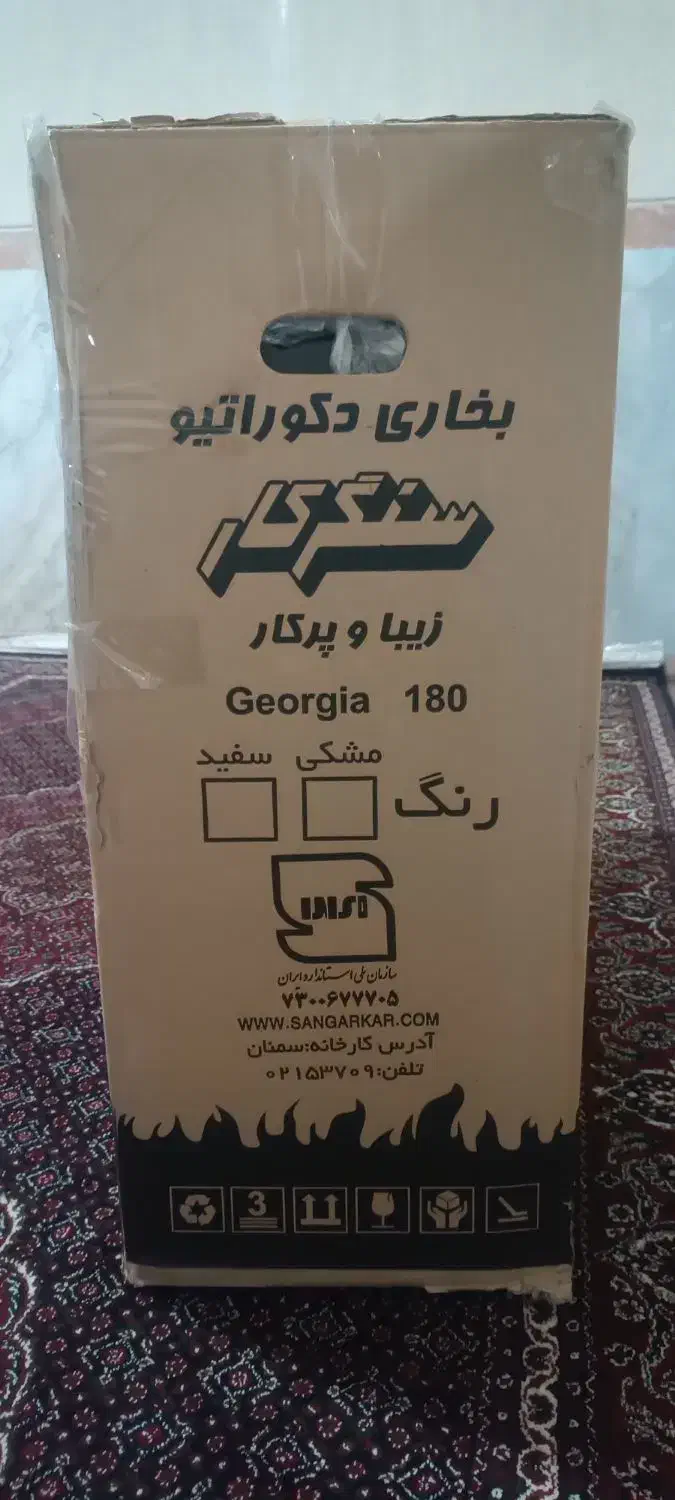 بخاری دکوراتیو
سنگرکار
زیبا و پرکار
Georgia 180
مشکی سفید
رنگ
سازمان ملی استاندارد ایران
۷۳۰۰۶۷۷۷۰۵
WWW.SANGARKAR.COM
آدرس کارخانه:سمنان
تلفن:۰۲۱۵۳۷۰۹
3